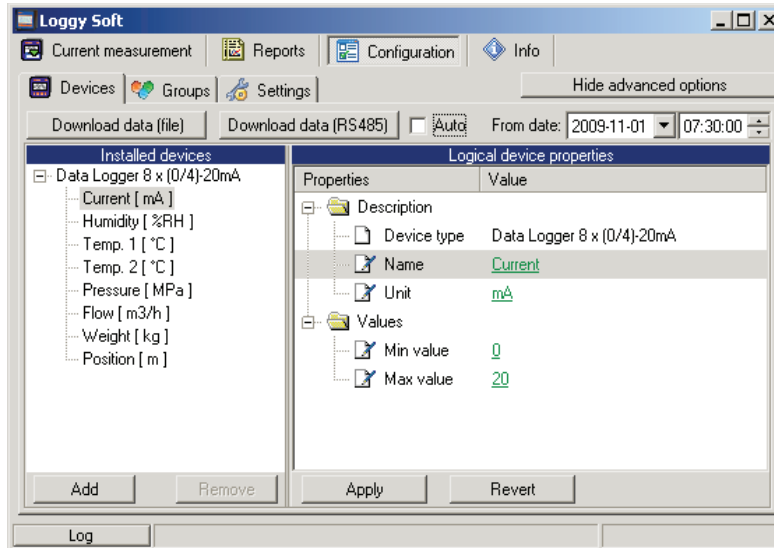 Loggy Soft
Current measurement Reports Configuration Info
Devices Groups Settings Hide advanced options
Download data (file) Download data (RS485) Auto From date: 2009-11-01 07:30:00
Installed devices Logical device properties
Data Logger 8 x (0/4)-20mA
Current [ mA ]
Humidity [ %RH ]
Temp. 1 [ °C ]
Temp. 2 [ °C ]
Pressure [ MPa ]
Flow [ m3/h ]
Weight [ kg ]
Position [ m ]
Properties Value
Description
Device type Data Logger 8 x (0/4)-20mA
Name Current
Unit mA
Values
Min value 0
Max value 20
Add Remove Apply Revert
Log